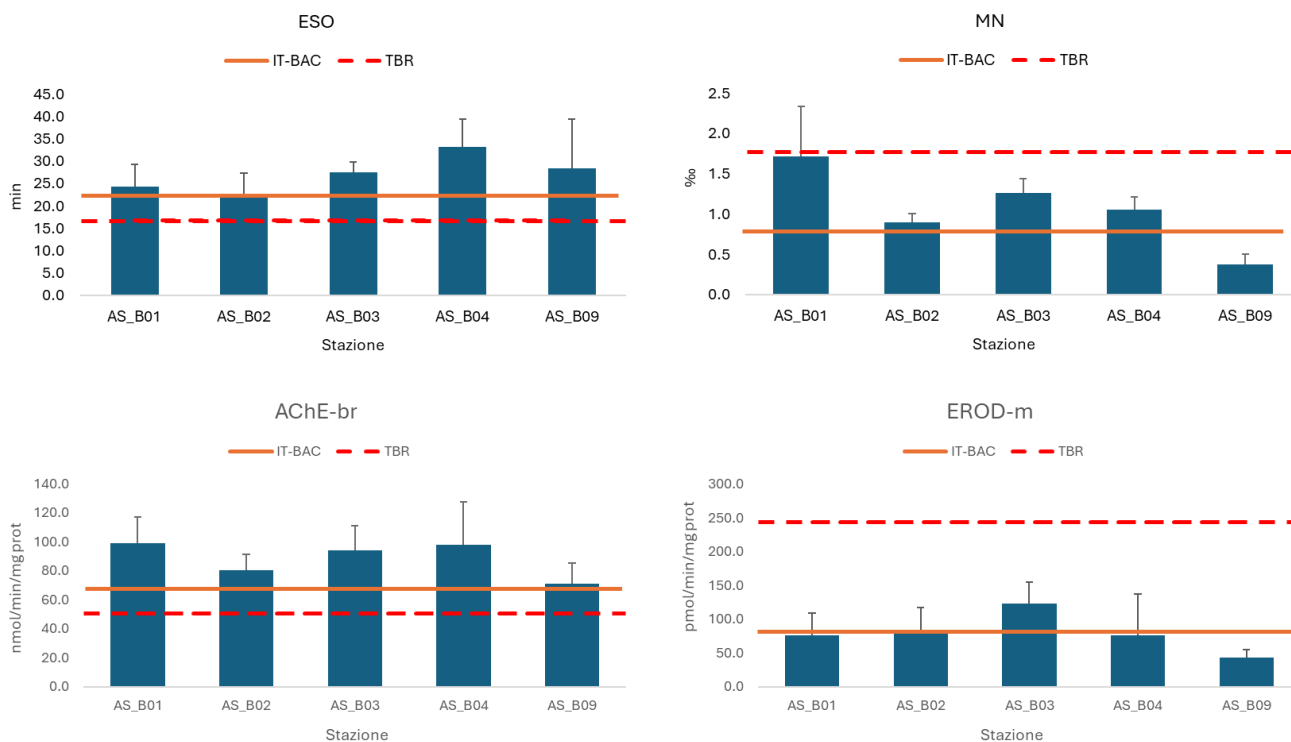 ESO
IT-BAC TBR
min
45.0
40.0
35.0
30.0
25.0
20.0
15.0
10.0
5.0
0.0
AS_B01 AS_B02 AS_B03 AS_B04 AS_B09
Stazione
MN
IT-BAC TBR
‰
2.5
2.0
1.5
1.0
0.5
0.0
AS_B01 AS_B02 AS_B03 AS_B04 AS_B09
Stazione
AChE-br
IT-BAC TBR
nmol/min/mgprot
140.0
120.0
100.0
80.0
60.0
40.0
20.0
0.0
AS_B01 AS_B02 AS_B03 AS_B04 AS_B09
Stazione
EROD-m
IT-BAC TBR
pmol/min/mgprot
300.0
250.0
200.0
150.0
100.0
50.0
0.0
AS_B01 AS_B02 AS_B03 AS_B04 AS_B09
Stazione